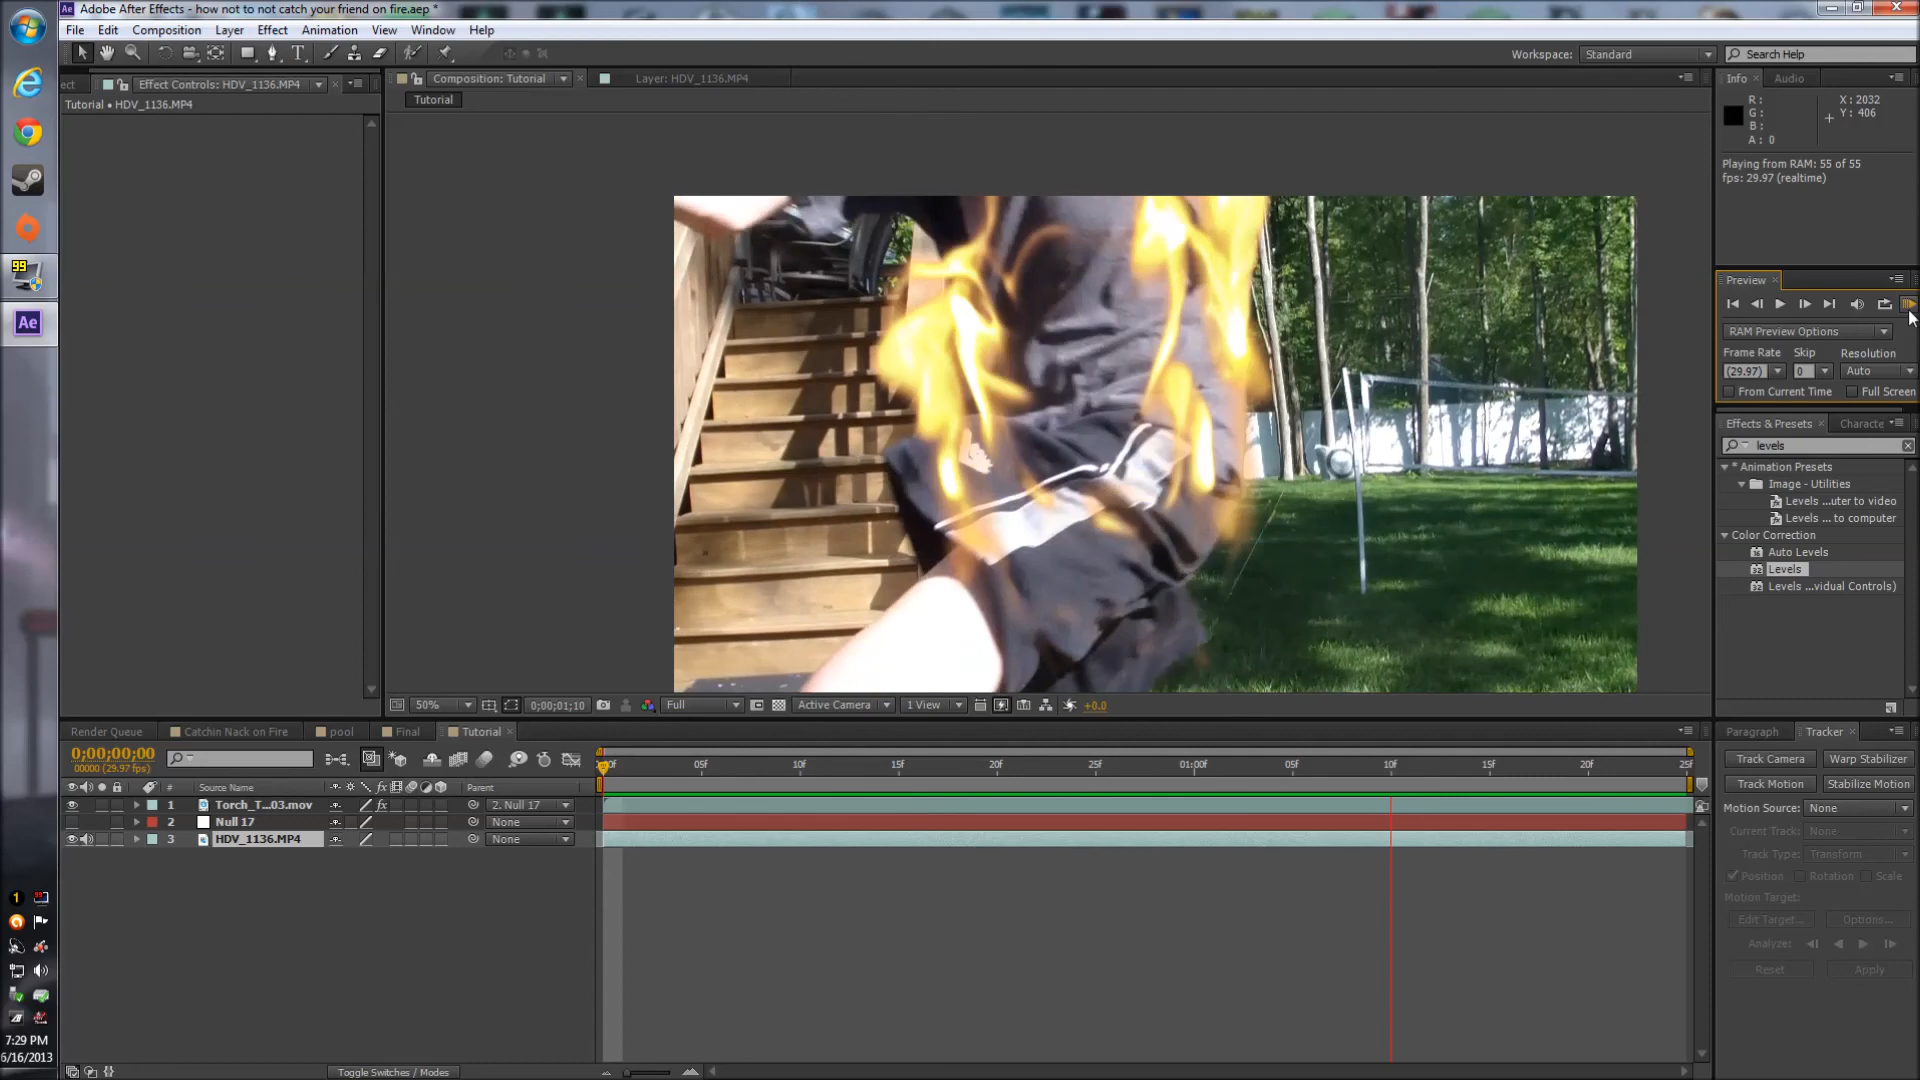 Adobe After Effects - how not to not catch your friend on fire.aep *
File Edit Composition Layer Effect Animation View Window Help
Workspace: Standard Search Help
ect Effect Controls: HDV_1136.MP4
Tutorial • HDV_1136.MP4
Composition: Tutorial Layer: HDV_1136.MP4
Tutorial
Info Audio
R: X: 2032
G: Y: 406
B:
A: 0
Playing from RAM: 55 of 55
fps: 29.97 (realtime)
Preview
RAM Preview Options
Frame Rate Skip Resolution
(29.97) 0 Auto
From Current Time Full Screen
Effects & Presets Characte
levels
* Animation Presets
Image - Utilities
Levels ...uter to video
Levels ... to computer
Color Correction
Auto Levels
Levels
Levels ...vidual Controls)
50% 0;00;01;10 Full Active Camera 1 View +0.0
Render Queue Catchin Nack on Fire pool Final Tutorial
0;00;00;00
00000 (29.97 fps)
:00f 05f 10f 15f 20f 25f 01:00f 05f 10f 15f 20f 25f
# Source Name Parent
1 Torch_T...03.mov 2. Null 17
2 Null 17 None
3 HDV_1136.MP4 None
Toggle Switches / Modes
Paragraph Tracker
Track Camera Warp Stabilizer
Track Motion Stabilize Motion
Motion Source: None
Current Track: None
Track Type: Transform
Position Rotation Scale
Motion Target:
Edit Target... Options...
Analyze:
Reset Apply
99
Ae
1
7:29 PM
6/16/2013